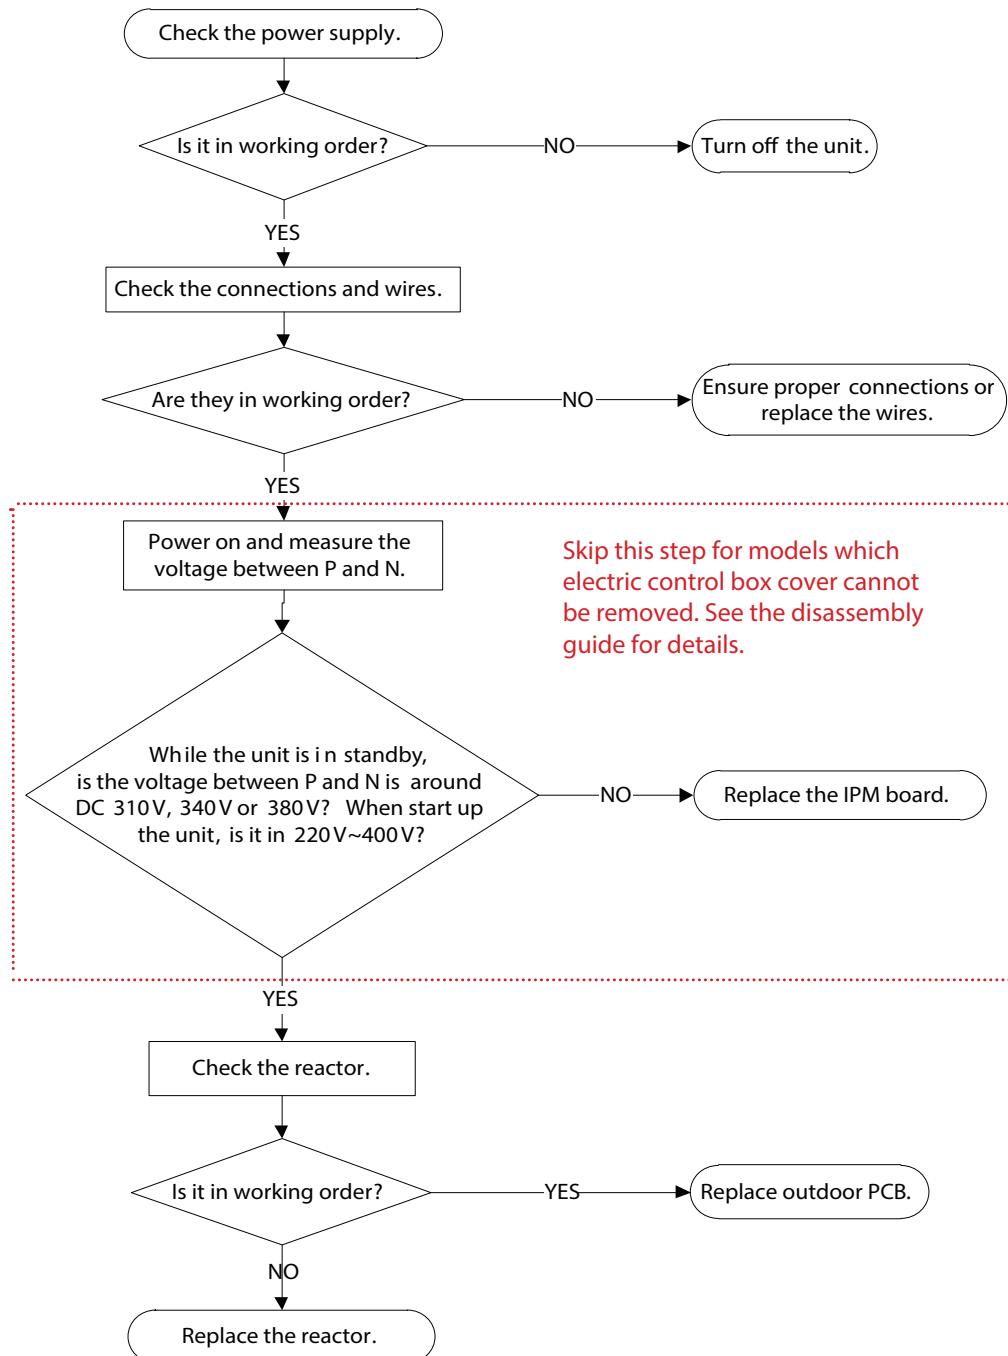 Check the power supply.
Is it in working order?
NO
Turn off the unit.
YES
Check the connections and wires.
Are they in working order?
NO
Ensure proper connections or
replace the wires.
YES
Power on and measure the
voltage between P and N.
Skip this step for models which
electric control box cover cannot
be removed. See the disassembly
guide for details.
While the unit is in standby,
is the voltage between P and N is around
DC 310V, 340V or 380V? When start up
the unit, is it in 220V~400V?
NO
Replace the IPM board.
YES
Check the reactor.
Is it in working order?
YES
Replace outdoor PCB.
NO
Replace the reactor.